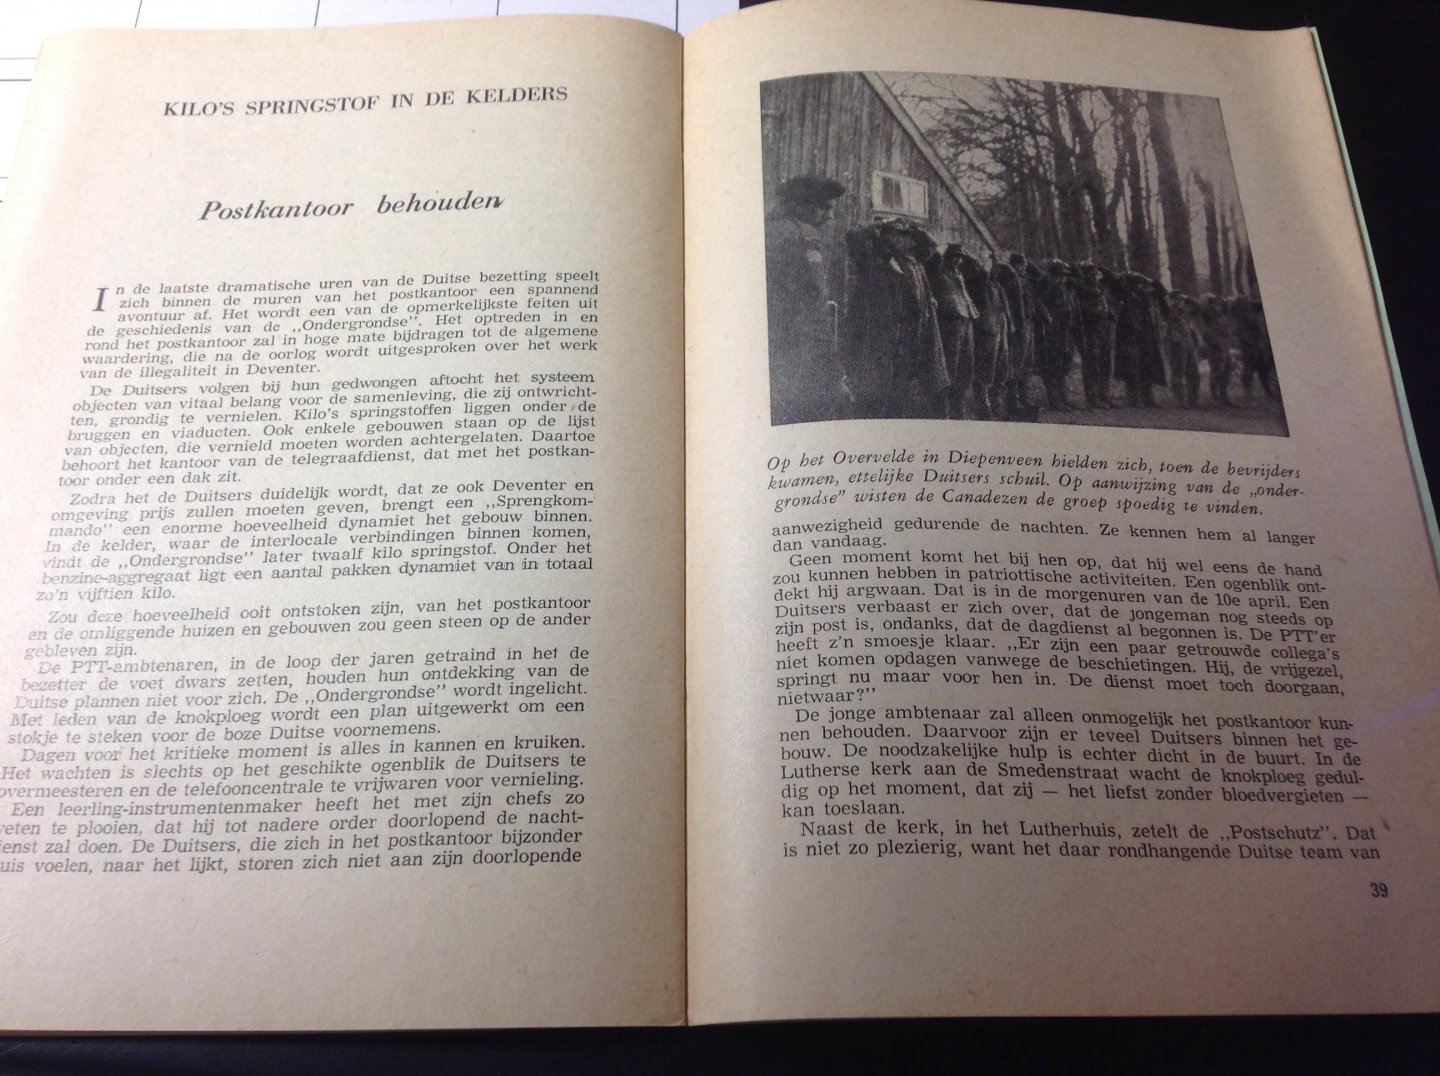 KILO'S SPRINGSTOF IN DE KELDERS
Postkantoor behouden
In de laatste dramatische uren van de Duitse bezetting speelt
zich binnen de muren van het postkantoor een spannend
avontuur af. Het wordt een van de opmerkelijkste feiten uit
de geschiedenis van de „Ondergrondse". Het optreden in en
rond het postkantoor zal in hoge mate bijdragen tot de algemene
waardering, die na de oorlog wordt uitgesproken over het werk
van de illegaliteit in Deventer.
De Duitsers volgen bij hun gedwongen aftocht het systeem
objecten van vitaal belang voor de samenleving, die zij ontwricht-
ten, grondig te vernielen. Kilo's springstoffen liggen onder de
bruggen en viaducten. Ook enkele gebouwen staan op de lijst
van objecten, die vernield moeten worden achtergelaten. Daartoe
behoort het kantoor van de telegraafdienst, dat met het postkan-
toor onder een dak zit.
Zodra het de Duitsers duidelijk wordt, dat ze ook Deventer en
omgeving prijs zullen moeten geven, brengt een „Sprengkom-
mando" een enorme hoeveelheid dynamiet het gebouw binnen.
In de kelder, waar de interlocale verbindingen binnen komen,
vindt de „Ondergrondse" later twaalf kilo springstof. Onder het
benzine-aggregaat ligt een aantal pakken dynamiet van in totaal
zo'n vijftien kilo.
Zou deze hoeveelheid ooit ontstoken zijn, van het postkantoor
en de omliggende huizen en gebouwen zou geen steen op de ander
gebleven zijn.
De PTT-ambtenaren, in de loop der jaren getraind in het de
bezetter de voet dwars zetten, houden hun ontdekking van de
Duitse plannen niet voor zich. De „Ondergrondse" wordt ingelicht.
Met leden van de knokploeg wordt een plan uitgewerkt om een
stokje te steken voor de boze Duitse voornemens.
Dagen voor het kritieke moment is alles in kannen en kruiken.
Het wachten is slechts op het geschikte ogenblik de Duitsers te
overmeesteren en de telefooncentrale te vrijwaren voor vernieling.
Een leerling-instrumentenmaker heeft het met zijn chefs zo
weten te plooien, dat hij tot nadere order doorlopend de nacht-
ienst zal doen. De Duitsers, die zich in het postkantoor bijzonder
uis voelen, naar het lijkt, storen zich niet aan zijn doorlopende
Op het Overvelde in Diepenveen hielden zich, toen de bevrijders
kwamen, ettelijke Duitsers schuil. Op aanwijzing van de „onder-
grondse" wisten de Canadezen de groep spoedig te vinden.
aanwezigheid gedurende de nachten. Ze kennen hem al langer
dan vandaag.
Geen moment komt het bij hen op, dat hij wel eens de hand
zou kunnen hebben in patriottische activiteiten. Een ogenblik ont-
dekt hij argwaan. Dat is in de morgenuren van de 10e april. Een
Duitsers verbaast er zich over, dat de jongeman nog steeds op
zijn post is, ondanks, dat de dagdienst al begonnen is. De PTT'er
heeft z'n smoesje klaar. „Er zijn een paar getrouwde collega's
niet komen opdagen vanwege de beschietingen. Hij, de vrijgezel,
springt nu maar voor hen in. De dienst moet toch doorgaan,
nietwaar?"
De jonge ambtenaar zal alleen onmogelijk het postkantoor kun-
nen behouden. Daarvoor zijn er teveel Duitsers binnen het ge-
bouw. De noodzakelijke hulp is echter dicht in de buurt. In de
Lutherse kerk aan de Smedenstraat wacht de knokploeg gedul-
dig op het moment, dat zij — het liefst zonder bloedvergieten —
kan toeslaan.
Naast de kerk, in het Lutherhuis, zetelt de „Postschutz". Dat
is niet zo plezierig, want het daar rondhangende Duitse team van
39